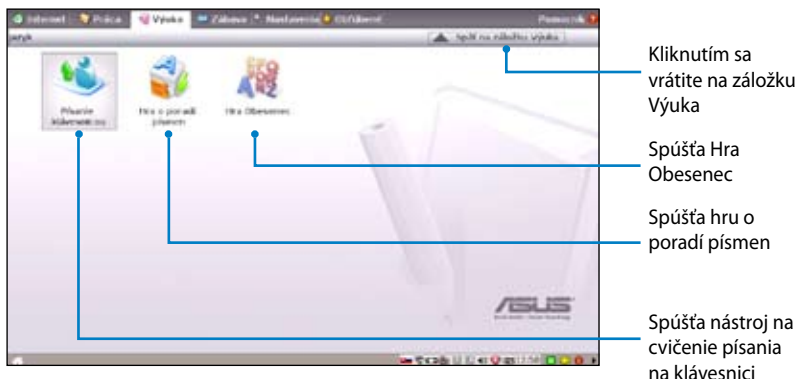 Internet Práca Výuka Zábava Nastavenia Obľúbené Pomocník
Jazyk Späť na záložku Výuka
Písanie
Hra o poradí
písmen
Hra Obesenec
Kliknutím sa
vrátite na záložku
Výuka
Spúšťa Hra
Obesenec
Spúšťa hru o
poradí písmen
Spúšťa nástroj na
cvičenie písania
na klávesnici
ASUS